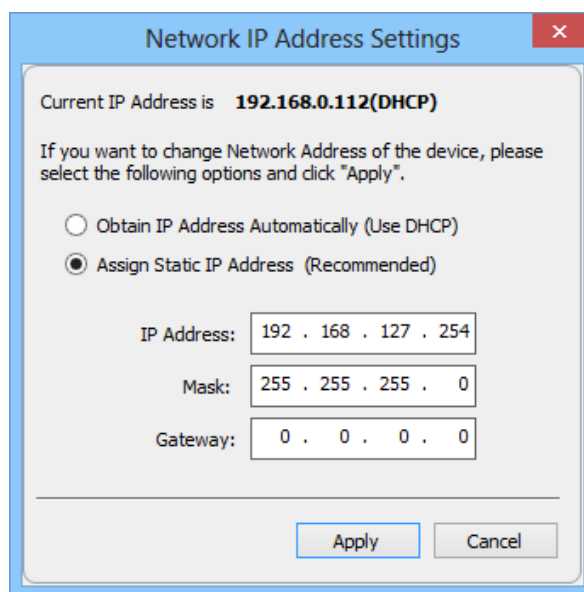 Network IP Address Settings
Current IP Address is 192.168.0.112(DHCP)
If you want to change Network Address of the device, please
select the following options and click "Apply".
Obtain IP Address Automatically (Use DHCP)
Assign Static IP Address (Recommended)
IP Address: 192 . 168 . 127 . 254
Mask: 255 . 255 . 255 . 0
Gateway: 0 . 0 . 0 . 0
Apply Cancel